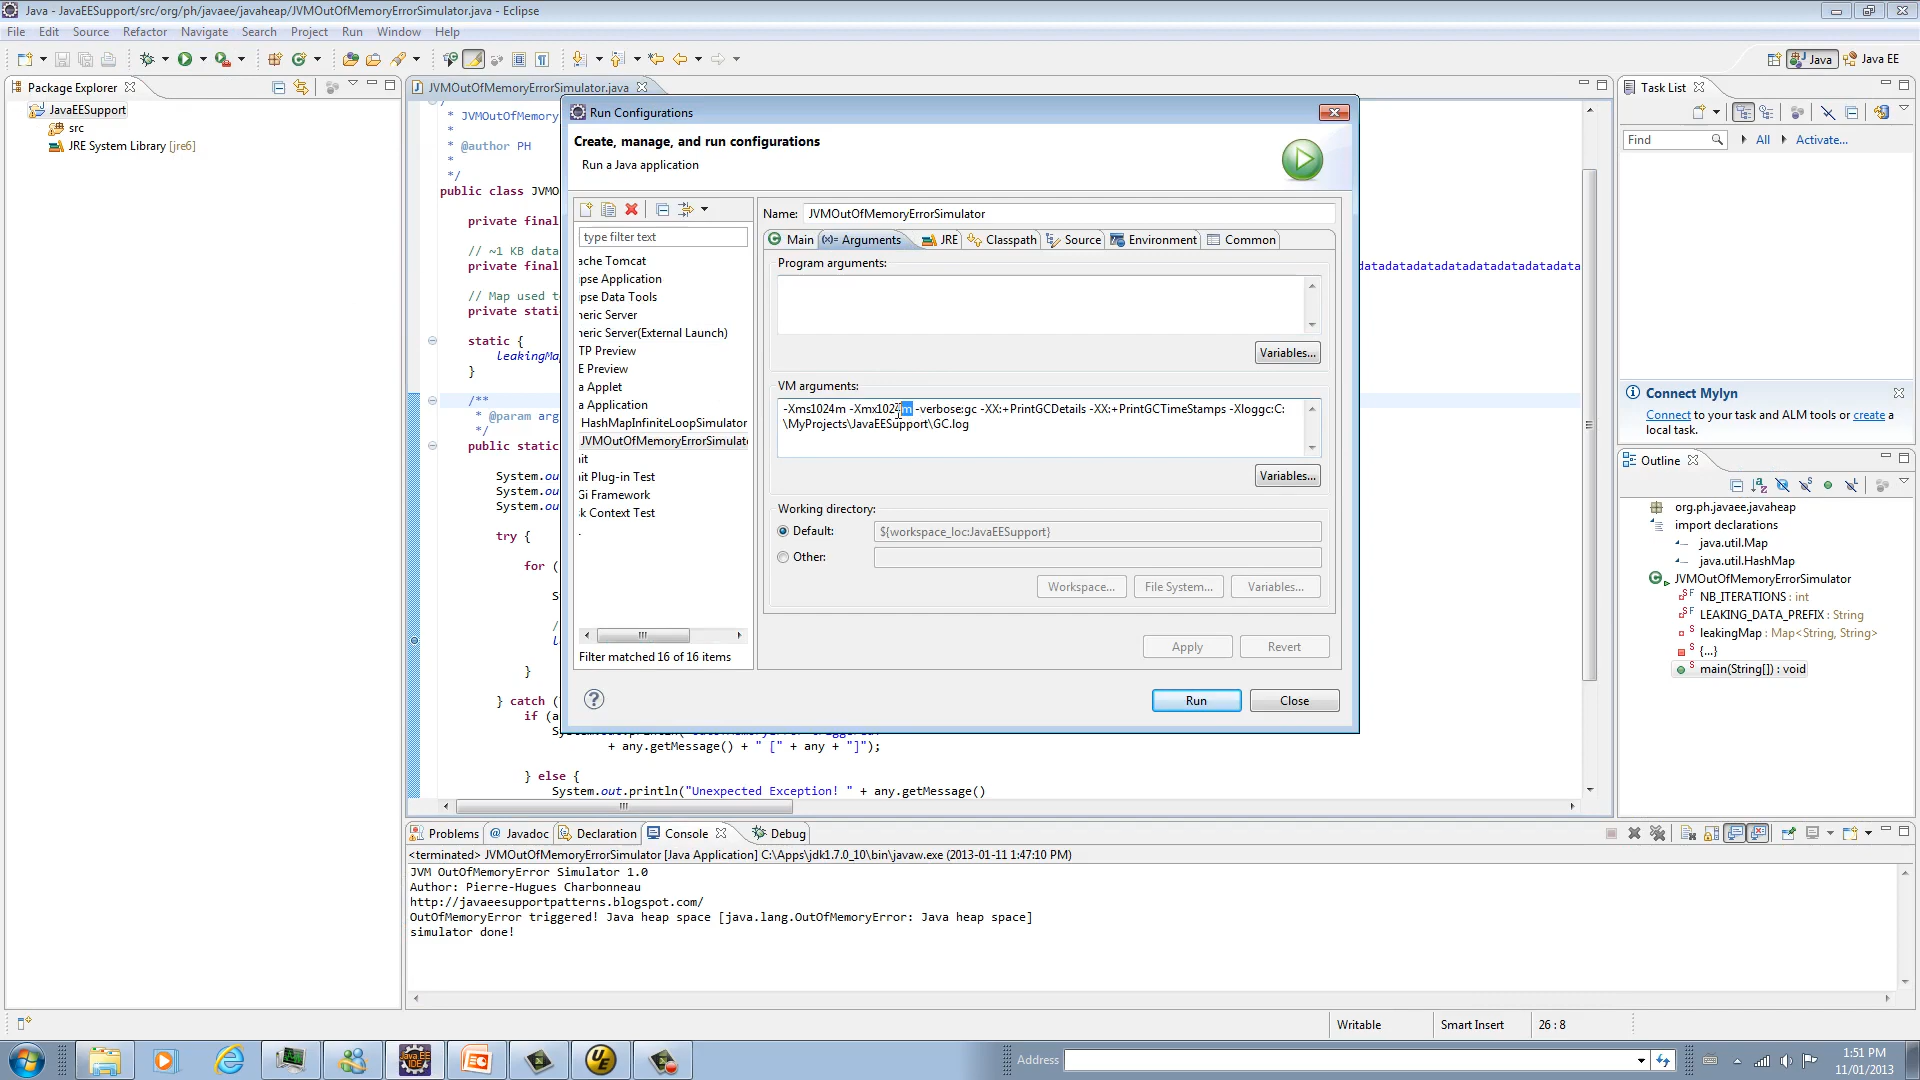 Java - JavaEESupport/src/org/ph/javaee/javaheap/JVMOutOfMemoryErrorSimulator.java - Eclipse
File Edit Source Refactor Navigate Search Project Run Window Help
Java
Java EE
Package Explorer
JavaEESupport
src
JRE System Library [jre6]
JVMOutOfMemoryErrorSimulator.java
* JVMOutOfMemory
*
* @author PH
*
*/
public class JVMO
private final
// ~1 KB data
private final
datadatadatadatadatadatadatadata
// Map used t
private stati
static {
leakingMa
}
/**
* @param arg
*/
public static
System.ou
System.ou
System.ou
try {
for (
S
/
l
}
} catch (
if (a
+ any.getMessage() + " [" + any + "]");
} else {
System.out.println("Unexpected Exception! " + any.getMessage()
Run Configurations
Create, manage, and run configurations
Run a Java application
type filter text
ache Tomcat
pse Application
pse Data Tools
neric Server
neric Server(External Launch)
TP Preview
E Preview
a Applet
a Application
HashMapInfiniteLoopSimulator
JVMOutOfMemoryErrorSimulato
nit
nit Plug-in Test
Gi Framework
k Context Test
Filter matched 16 of 16 items
Name: JVMOutOfMemoryErrorSimulator
Main
(x)= Arguments
JRE
Classpath
Source
Environment
Common
Program arguments:
Variables...
VM arguments:
-Xms1024m -Xmx1024m -verbose:gc -XX:+PrintGCDetails -XX:+PrintGCTimeStamps -Xloggc:C:
\MyProjects\JavaEESupport\GC.log
Variables...
Working directory:
Default: ${workspace_loc:JavaEESupport}
Other:
Workspace... File System... Variables...
Apply Revert
Run Close
Task List
Find
All
Activate...
Connect Mylyn
Connect to your task and ALM tools or create a
local task.
Outline
org.ph.javaee.javaheap
import declarations
java.util.Map
java.util.HashMap
JVMOutOfMemoryErrorSimulator
NB_ITERATIONS : int
LEAKING_DATA_PREFIX : String
leakingMap : Map<String, String>
{...}
main(String[]) : void
Problems
@ Javadoc
Declaration
Console
Debug
<terminated> JVMOutOfMemoryErrorSimulator [Java Application] C:\Apps\jdk1.7.0_10\bin\javaw.exe (2013-01-11 1:47:10 PM)
JVM OutOfMemoryError Simulator 1.0
Author: Pierre-Hugues Charbonneau
http://javaeesupportpatterns.blogspot.com/
OutOfMemoryError triggered! Java heap space [java.lang.OutOfMemoryError: Java heap space]
simulator done!
Writable
Smart Insert
26 : 8
Java EE
IDE
UE
Address
1:51 PM
11/01/2013